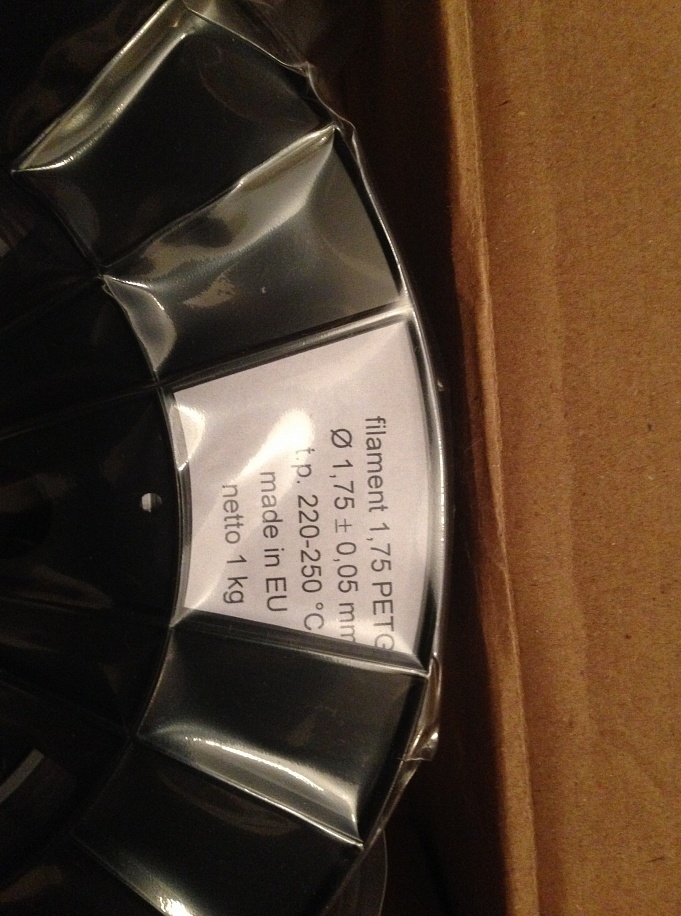 filament 1,75 PETG
Ø 1,75 ± 0,05 mm
t.p. 220-250 °C
made in EU
netto 1 kg